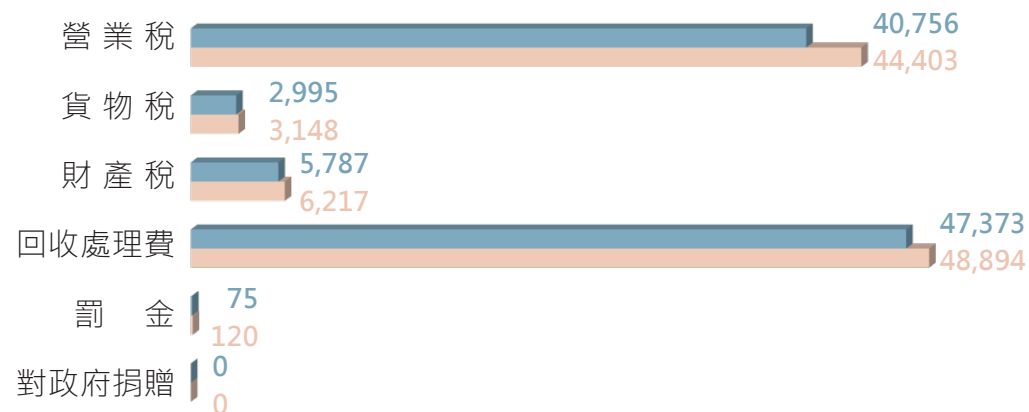 營業稅
40,756
44,403
貨物稅
2,995
3,148
財產稅
5,787
6,217
回收處理費
47,373
48,894
罰金
75
120
對政府捐贈
0
0